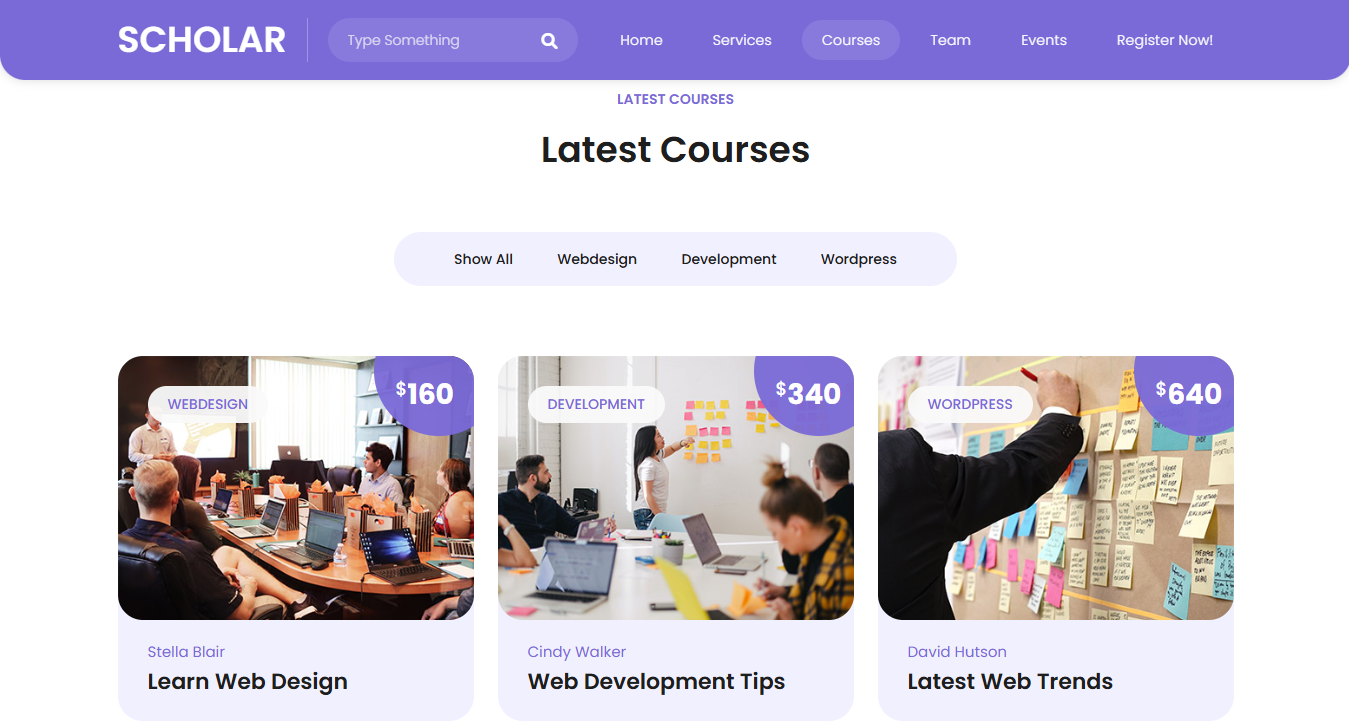 SCHOLAR
Type Something
Home
Services
Courses
Team
Events
Register Now!
LATEST COURSES
Latest Courses
Show All
Webdesign
Development
Wordpress
WEBDESIGN
$160
DEVELOPMENT
$340
WORDPRESS
$640
Stella Blair
Learn Web Design
Cindy Walker
Web Development Tips
David Hutson
Latest Web Trends